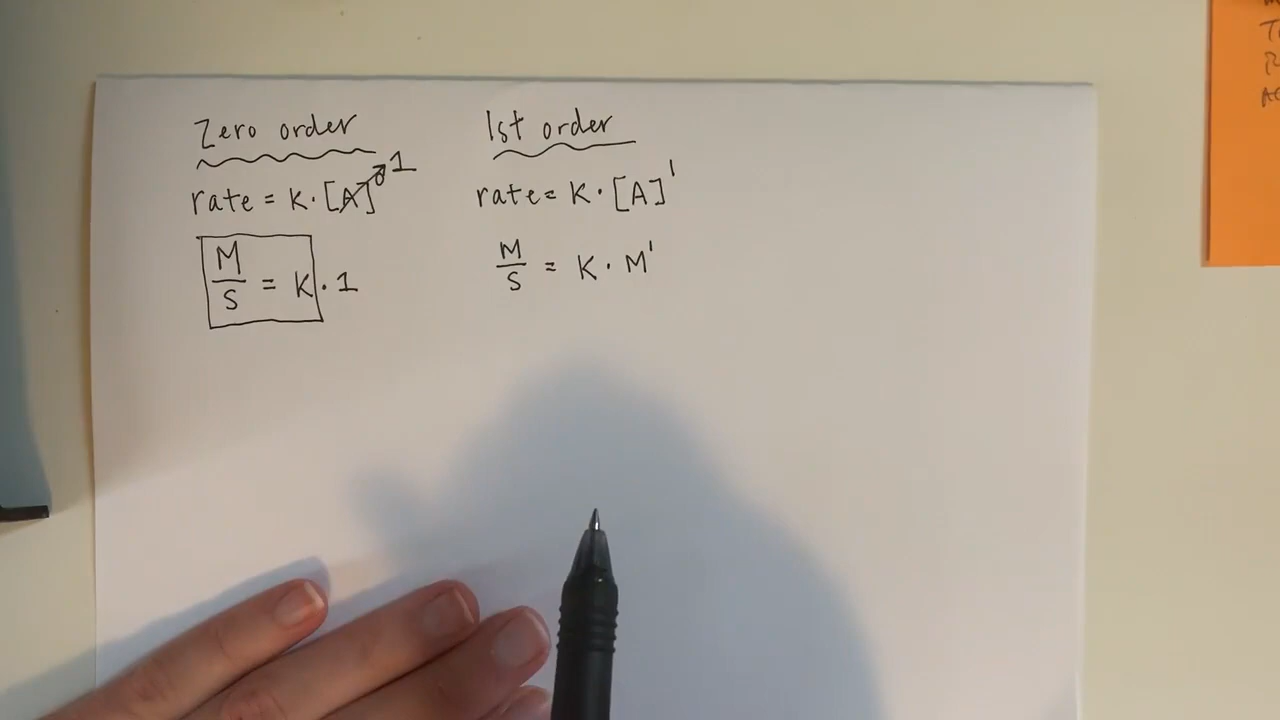 Zero order
rate = K · [A]⁰ 1
M/S = K · 1
1st order
rate = K · [A]¹
M/S = K · M¹